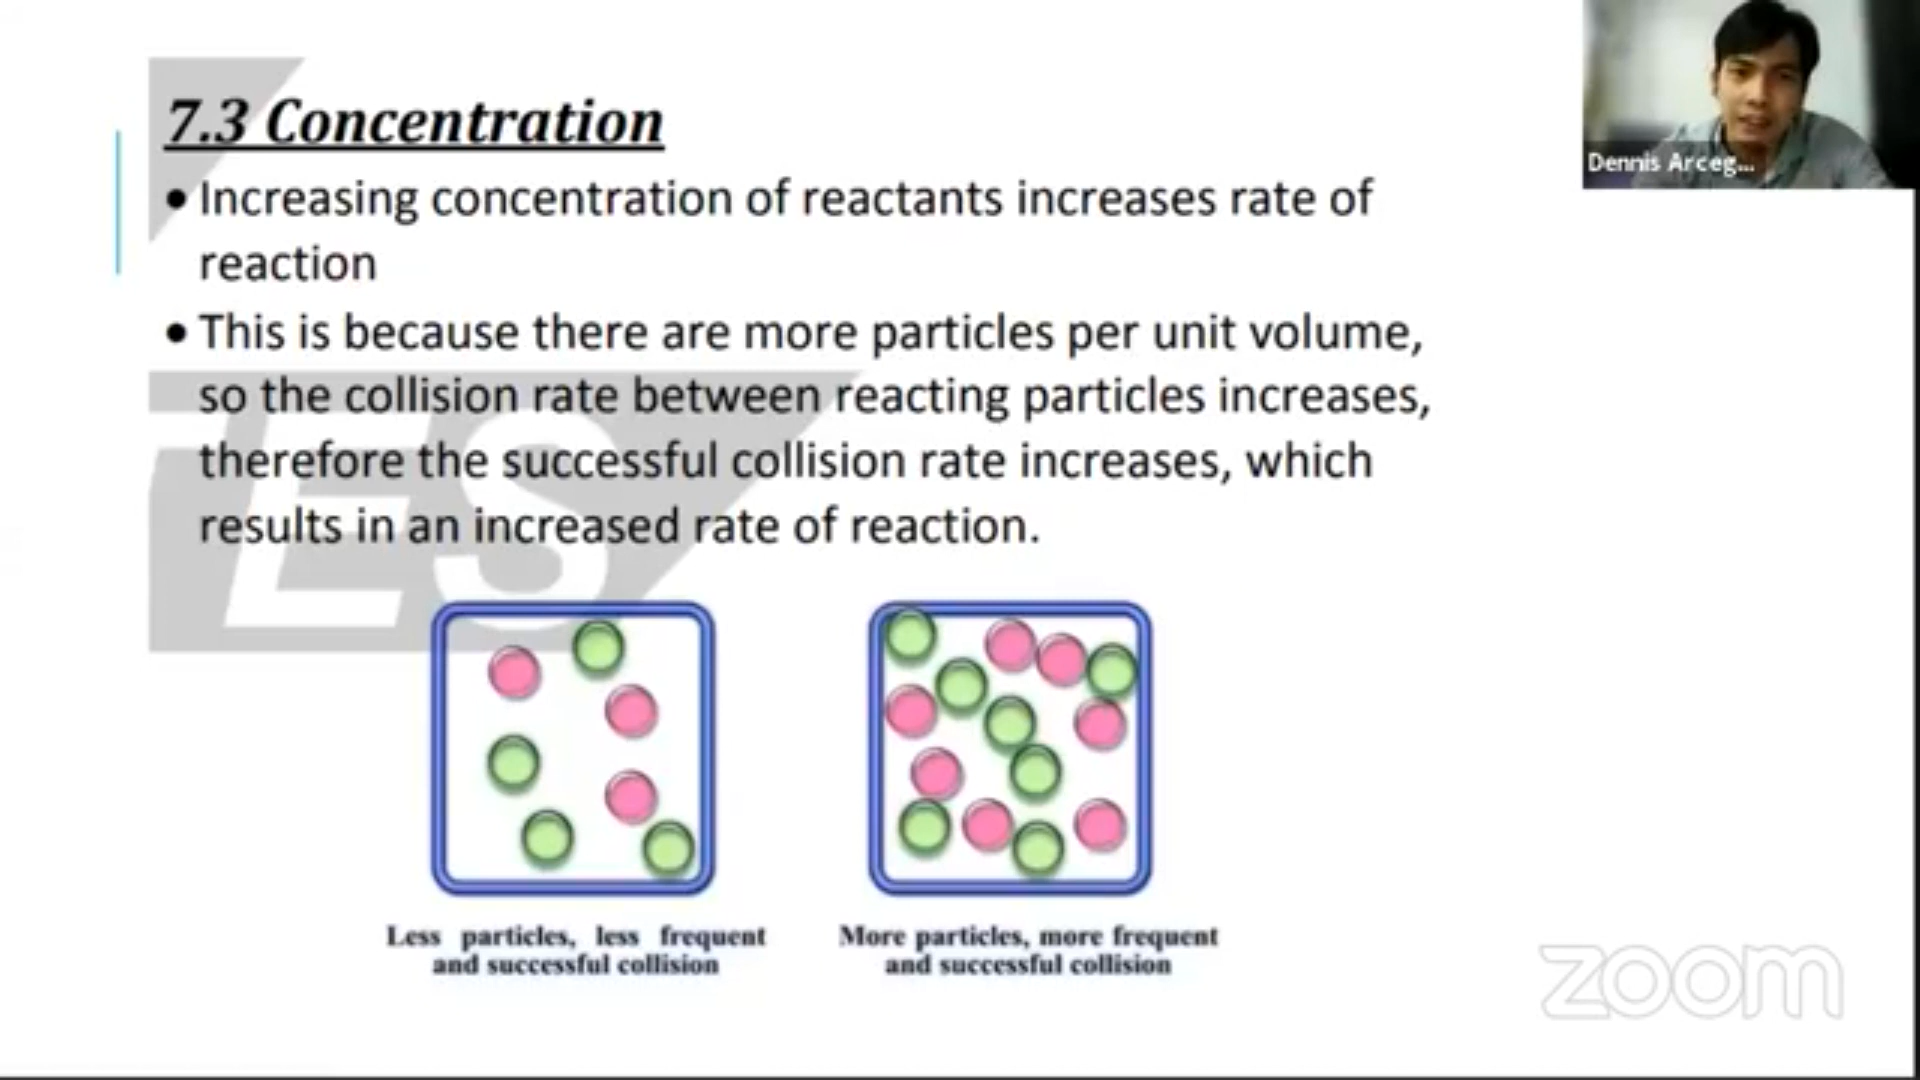 7.3 Concentration
Dennis Arceg...
• Increasing concentration of reactants increases rate of
reaction
• This is because there are more particles per unit volume,
so the collision rate between reacting particles increases,
therefore the successful collision rate increases, which
results in an increased rate of reaction.
ES
Less particles, less frequent
and successful collision
More particles, more frequent
and successful collision
zoom